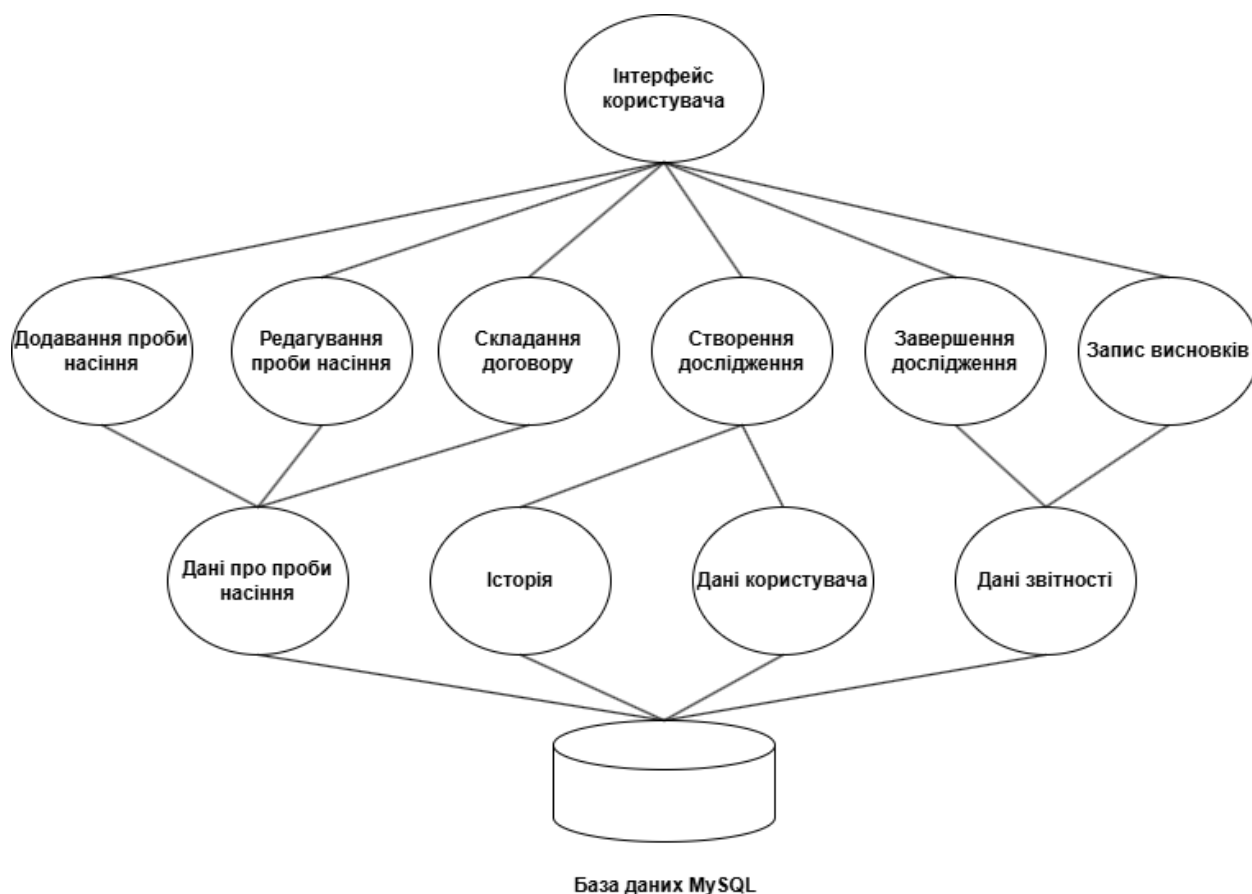 Інтерфейс
користувача
Додавання проби
насіння
Редагування
проби насіння
Складання
договору
Створення
дослідження
Завершення
дослідження
Запис висновків
Дані про проби
насіння
Історія
Дані користувача
Дані звітності
База даних MySQL